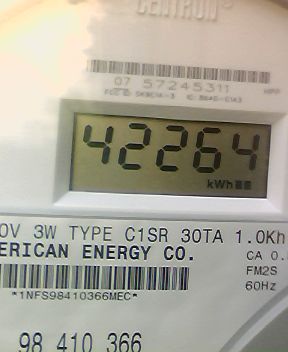 CENTRON®
07 57245311
42264
kWh
0V 3W TYPE C1SR 30TA 1.0Kh
ERICAN ENERGY CO.
CA 0.
FM2S
*1NFS98410366MEC*
60Hz
98 410 366